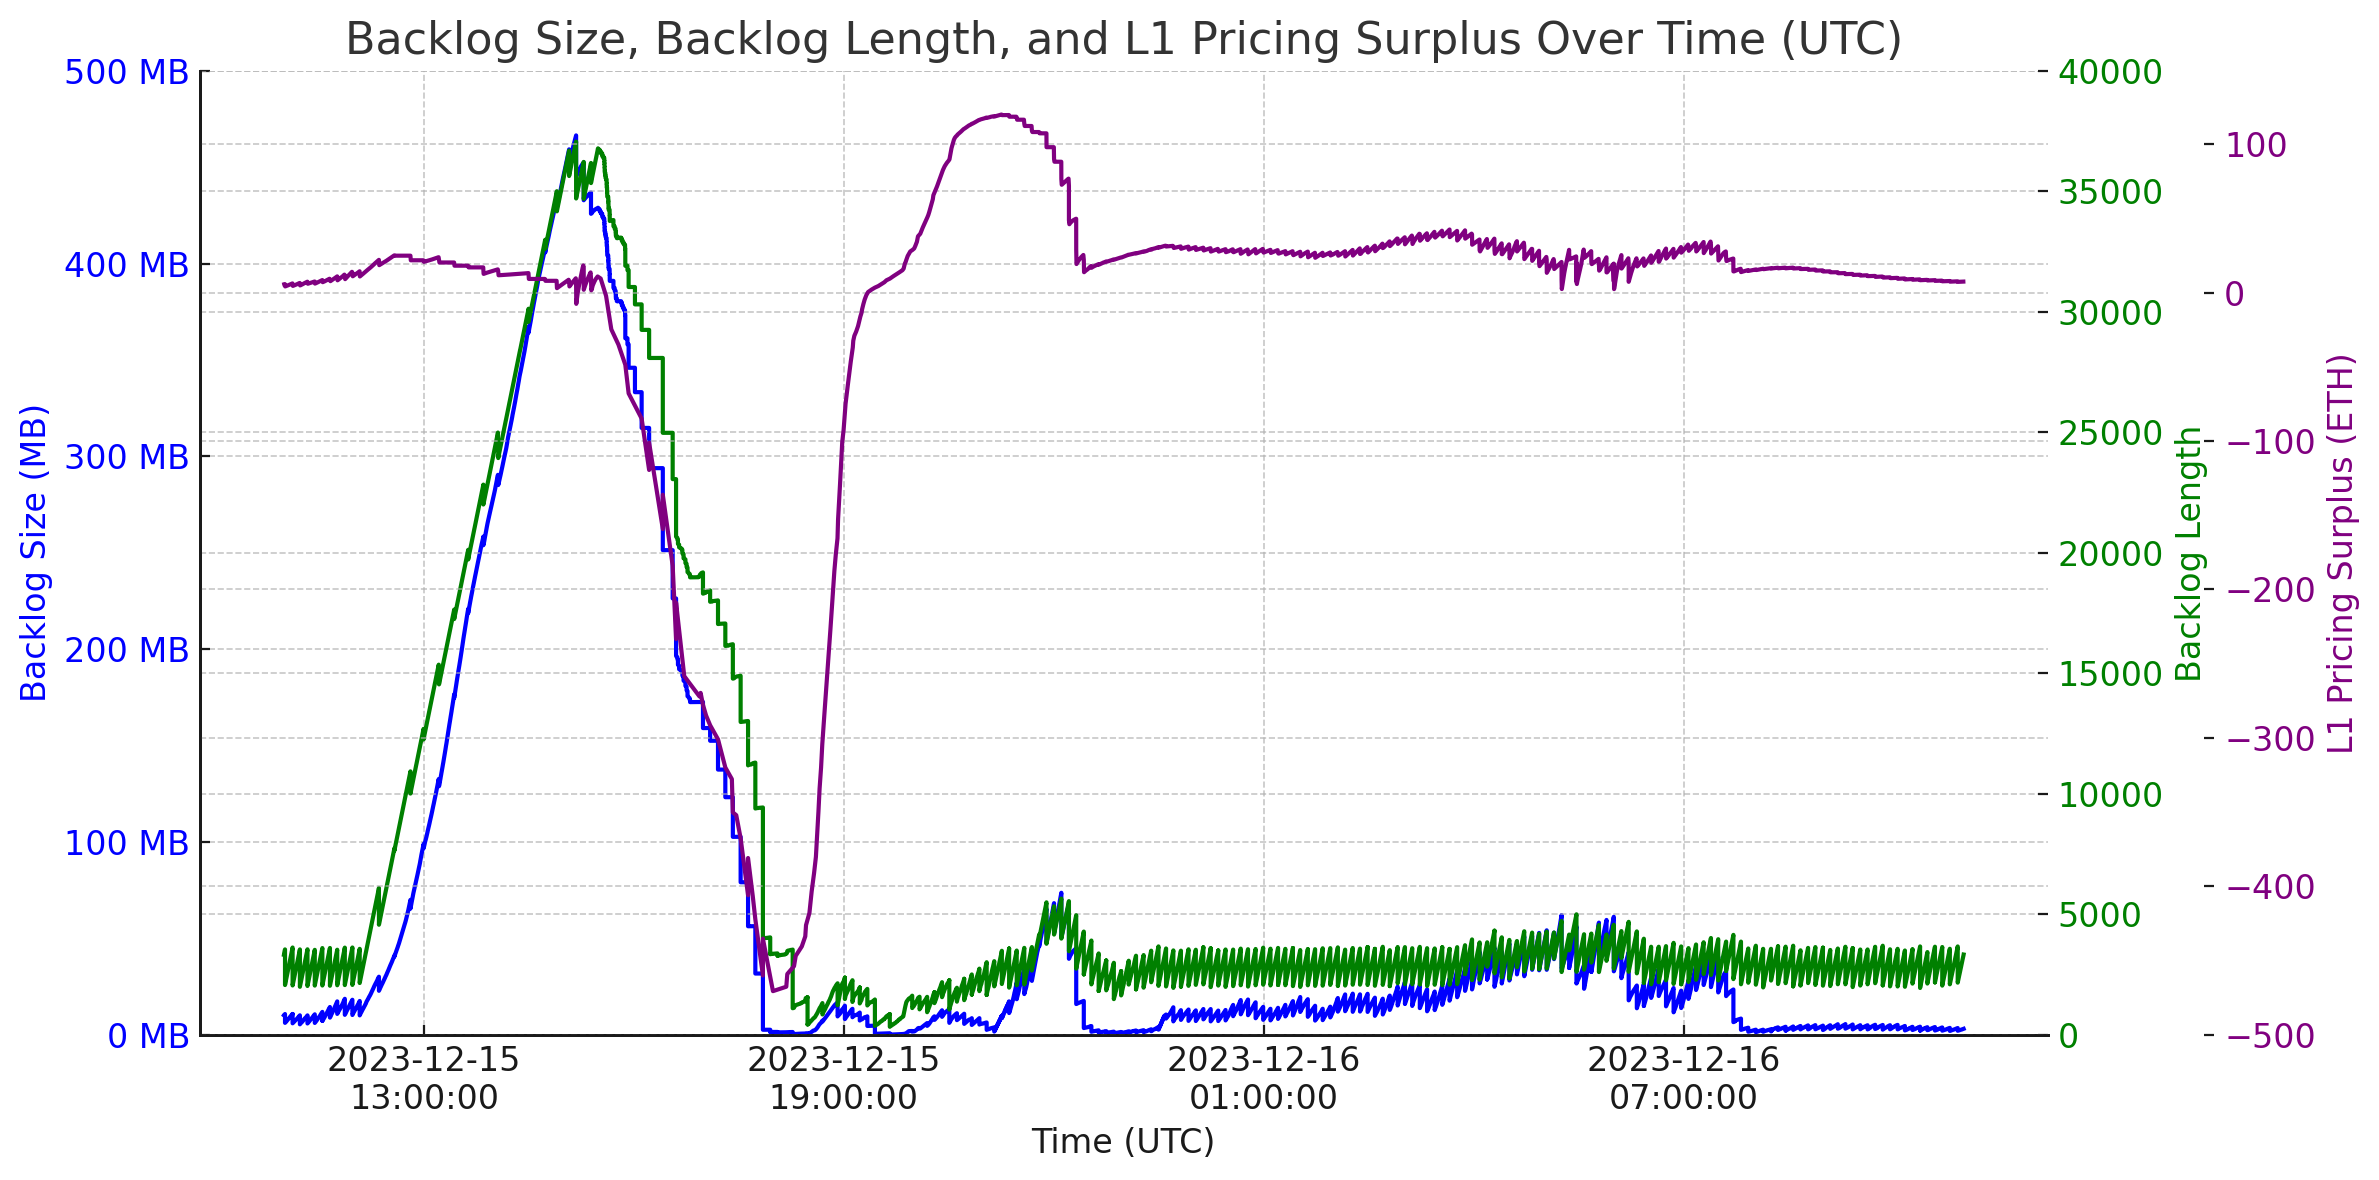 Backlog Size, Backlog Length, and L1 Pricing Surplus Over Time (UTC)
Backlog Size (MB)
500 MB
400 MB
300 MB
200 MB
100 MB
0 MB
40000
35000
30000
25000
20000
15000
10000
5000
0
Backlog Length
100
0
−100
−200
−300
−400
−500
L1 Pricing Surplus (ETH)
2023-12-15
13:00:00
2023-12-15
19:00:00
2023-12-16
01:00:00
2023-12-16
07:00:00
Time (UTC)